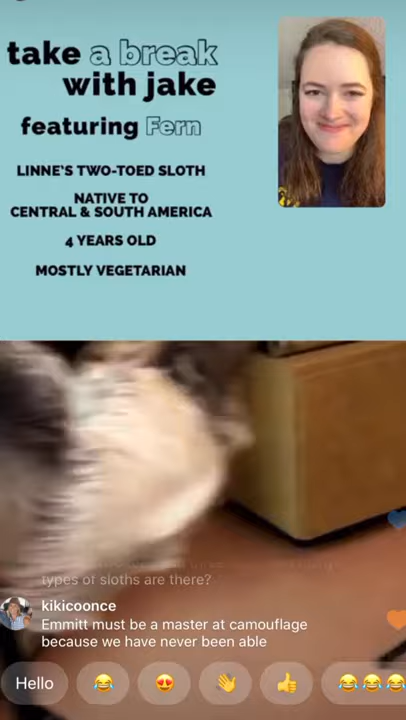 take a break
with jake
featuring Fern
LINNE'S TWO-TOED SLOTH
NATIVE TO
CENTRAL & SOUTH AMERICA
4 YEARS OLD
MOSTLY VEGETARIAN
types of sloths are there?
kikicoonce
Emmitt must be a master at camouflage
because we have never been able
Hello